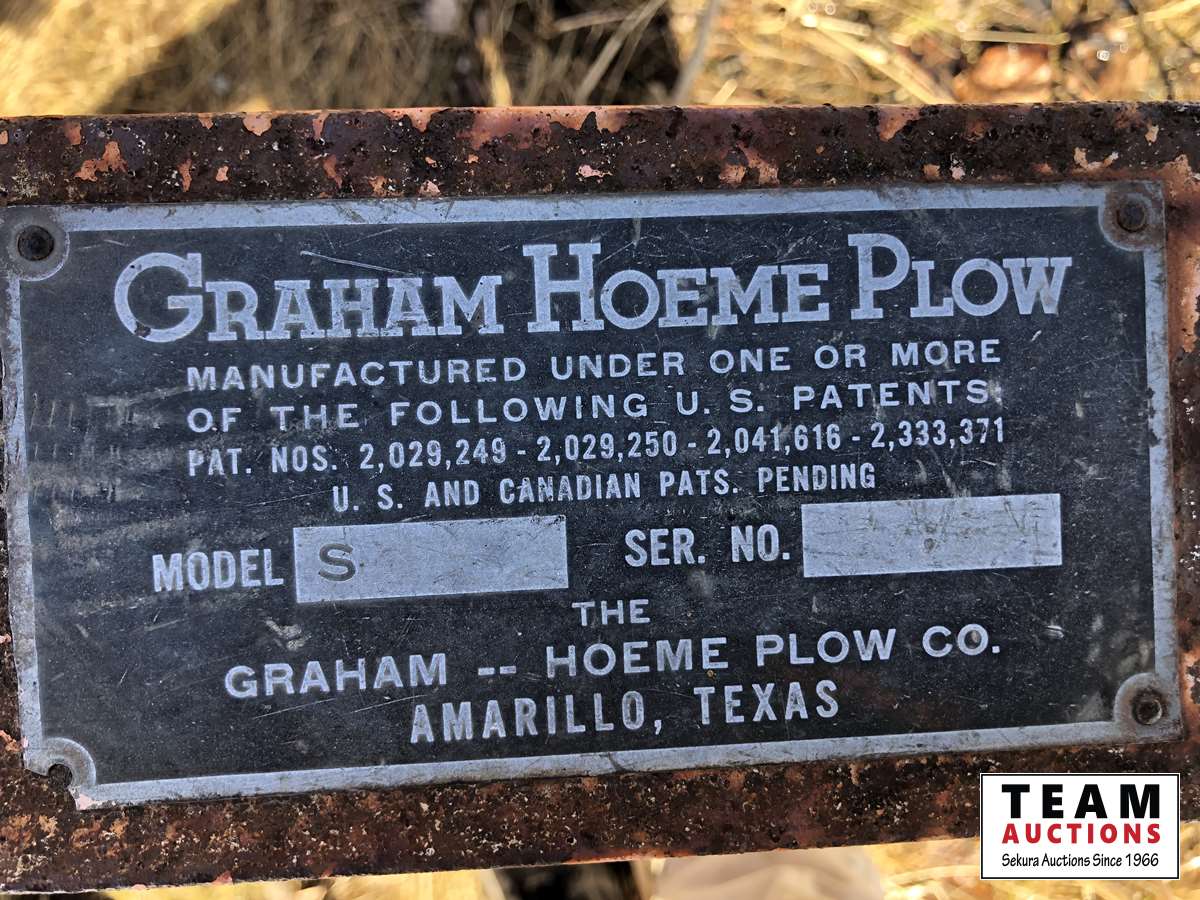 GRAHAM HOEME PLOW
MANUFACTURED UNDER ONE OR MORE
OF THE FOLLOWING U. S. PATENTS
PAT. NOS. 2,029,249 - 2,029,250 - 2,041,616 - 2,333,371
U. S. AND CANADIAN PATS. PENDING
MODEL S SER. NO.
THE
GRAHAM -- HOEME PLOW CO.
AMARILLO, TEXAS
TEAM
AUCTIONS
Sekura Auctions Since 1966